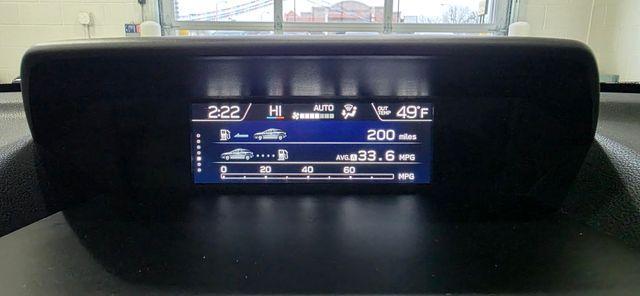 2:22 HI AUTO OUT TEMP 49°F
200 miles
AVG. A 33.6 MPG
0 20 40 60 MPG